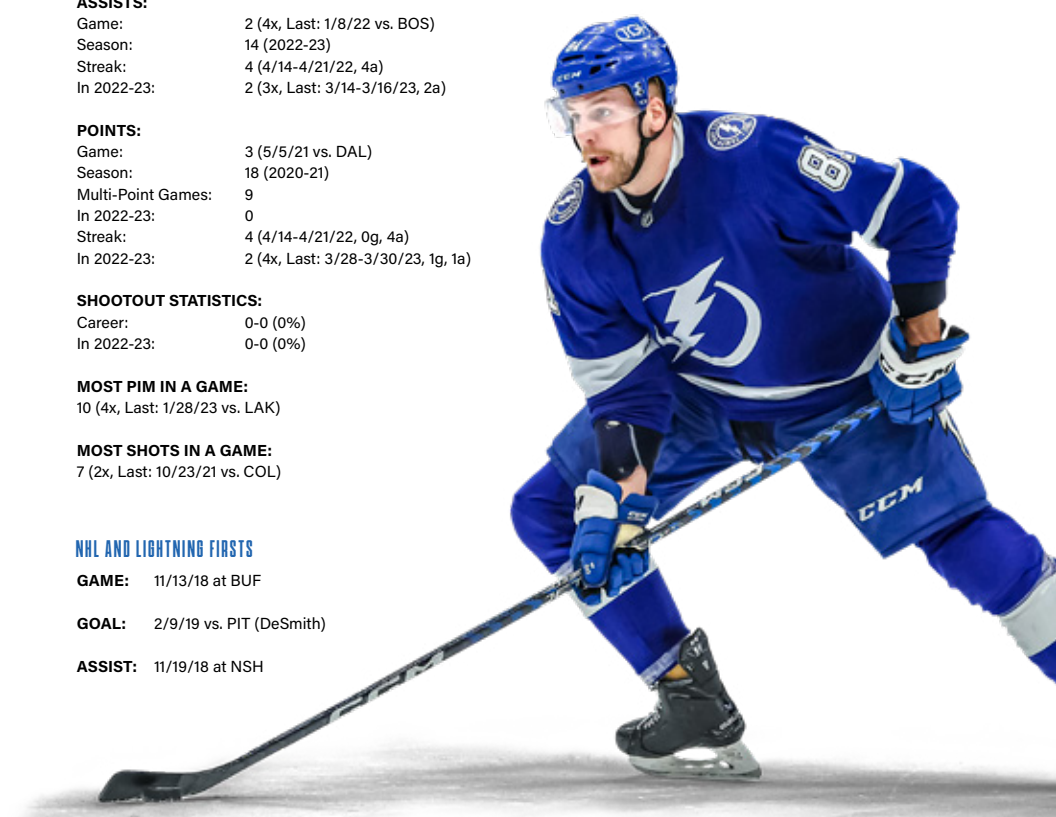 ASSISTS:
Game: 2 (4x, Last: 1/8/22 vs. BOS)
Season: 14 (2022-23)
Streak: 4 (4/14-4/21/22, 4a)
In 2022-23: 2 (3x, Last: 3/14-3/16/23, 2a)
POINTS:
Game: 3 (5/5/21 vs. DAL)
Season: 18 (2020-21)
Multi-Point Games: 9
In 2022-23: 0
Streak: 4 (4/14-4/21/22, 0g, 4a)
In 2022-23: 2 (4x, Last: 3/28-3/30/23, 1g, 1a)
SHOOTOUT STATISTICS:
Career: 0-0 (0%)
In 2022-23: 0-0 (0%)
MOST PIM IN A GAME:
10 (4x, Last: 1/28/23 vs. LAK)
MOST SHOTS IN A GAME:
7 (2x, Last: 10/23/21 vs. COL)
NHL AND LIGHTNING FIRSTS
GAME: 11/13/18 at BUF
GOAL: 2/9/19 vs. PIT (DeSmith)
ASSIST: 11/19/18 at NSH
TGH
CCM
8
CCM
CCM
CCM